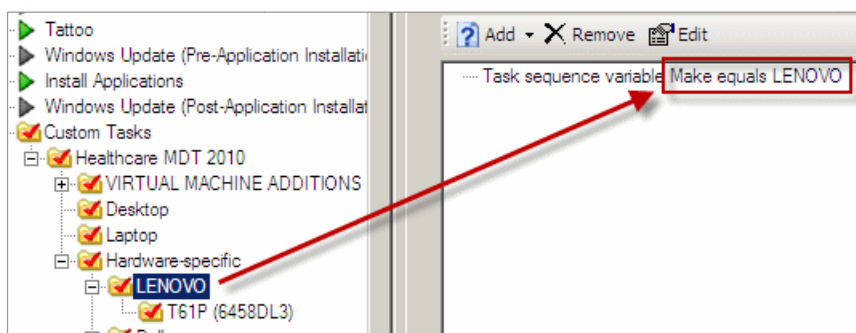 Tattoo
Windows Update (Pre-Application Installati
Install Applications
Windows Update (Post-Application Installat
Custom Tasks
Healthcare MDT 2010
VIRTUAL MACHINE ADDITIONS
Desktop
Laptop
Hardware-specific
LENOVO
T61P (6458DL3)
Add Remove Edit
Task sequence variable Make equals LENOVO